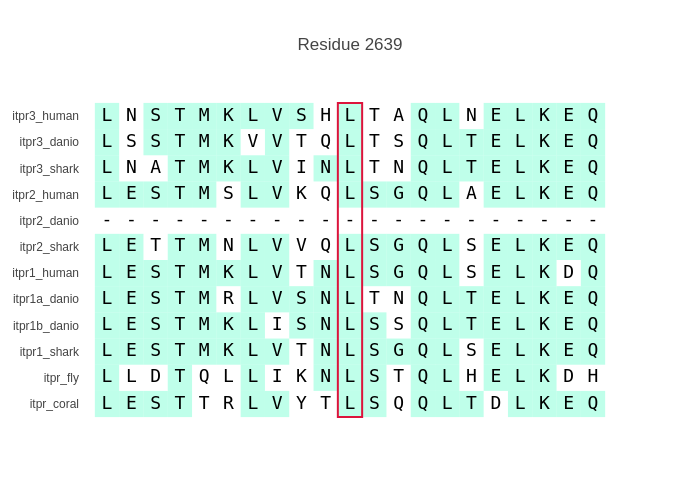 Residue 2639
itpr3_human L N S T M K L V S H L T A Q L N E L K E Q
itpr3_danio L S S T M K V V T Q L T S Q L T E L K E Q
itpr3_shark L N A T M K L V I N L T N Q L T E L K E Q
itpr2_human L E S T M S L V K Q L S G Q L A E L K E Q
itpr2_danio - - - - - - - - - - - - - - - - - - - - -
itpr2_shark L E T T M N L V V Q L S G Q L S E L K E Q
itpr1_human L E S T M K L V T N L S G Q L S E L K D Q
itpr1a_danio L E S T M R L V S N L T N Q L T E L K E Q
itpr1b_danio L E S T M K L I S N L S S Q L T E L K E Q
itpr1_shark L E S T M K L V T N L S G Q L S E L K E Q
itpr_fly L L D T Q L L I K N L S T Q L H E L K D H
itpr_coral L E S T T R L V Y T L S Q Q L T D L K E Q